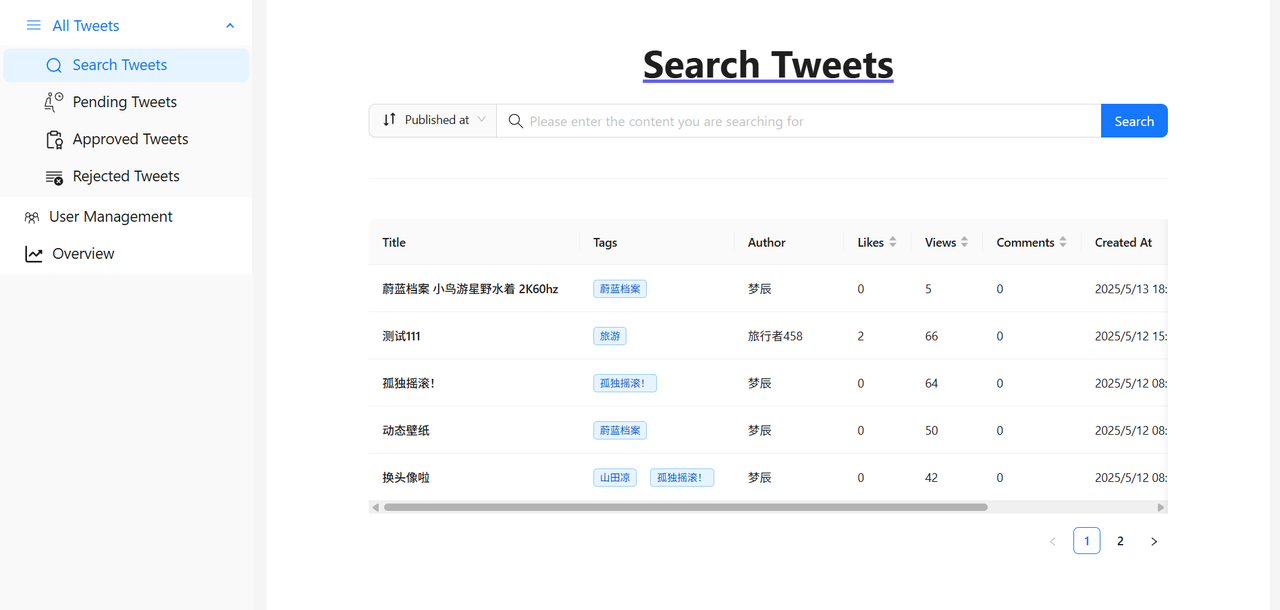 All Tweets
Search Tweets
Pending Tweets
Approved Tweets
Rejected Tweets
User Management
Overview
Search Tweets
Published at
Please enter the content you are searching for
Search
Title Tags Author Likes Views Comments Created At
蔚蓝档案 小鸟游星野水着 2K60hz 蔚蓝档案 梦辰 0 5 0 2025/5/13 18:
测试111 旅游 旅行者458 2 66 0 2025/5/12 15:
孤独摇滚! 孤独摇滚! 梦辰 0 64 0 2025/5/12 08:
动态壁纸 蔚蓝档案 梦辰 0 50 0 2025/5/12 08:
换头像啦 山田凉 孤独摇滚! 梦辰 0 42 0 2025/5/12 08:
1 2